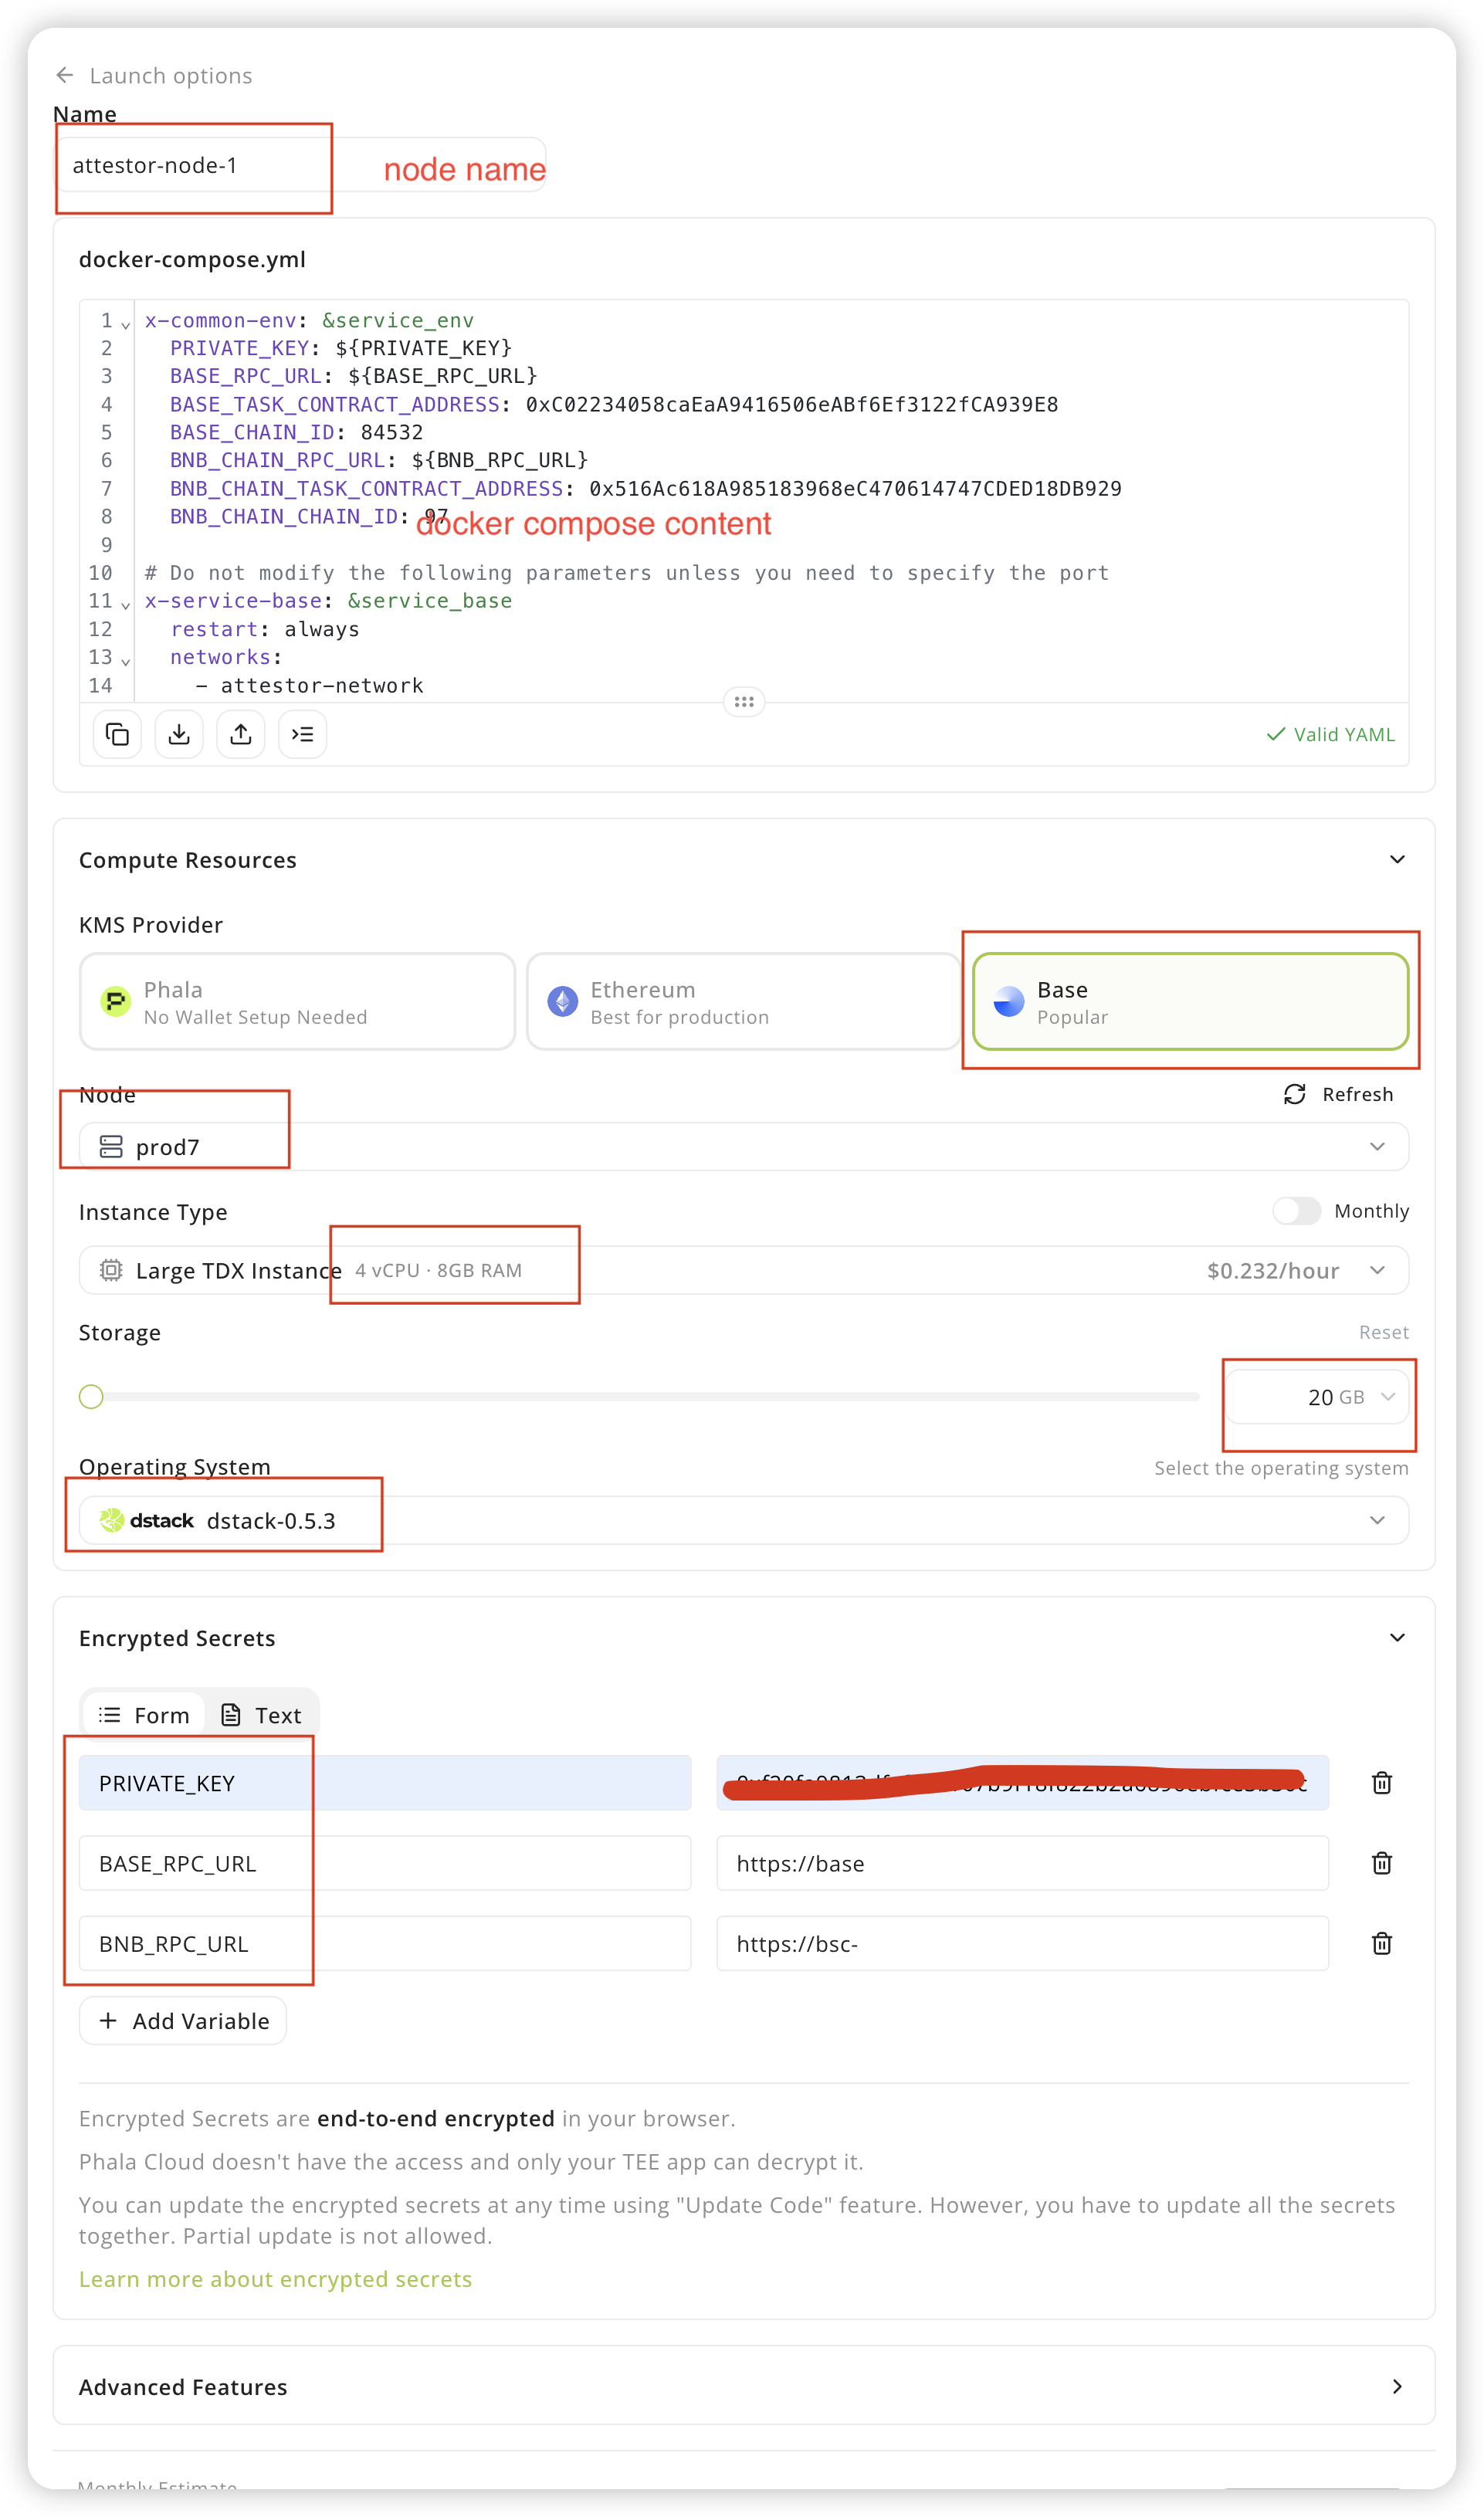 Launch options
Name
attestor-node-1
node name
docker-compose.yml
1 x-common-env: &service_env
2 PRIVATE_KEY: ${PRIVATE_KEY}
3 BASE_RPC_URL: ${BASE_RPC_URL}
4 BASE_TASK_CONTRACT_ADDRESS: 0xC02234058caEaA9416506eABf6Ef3122fCA939E8
5 BASE_CHAIN_ID: 84532
6 BNB_CHAIN_RPC_URL: ${BNB_RPC_URL}
7 BNB_CHAIN_TASK_CONTRACT_ADDRESS: 0x516Ac618A985183968eC470614747CDED18DB929
8 BNB_CHAIN_CHAIN_ID: 97
docker compose content
9
10 # Do not modify the following parameters unless you need to specify the port
11 x-service-base: &service_base
12 restart: always
13 networks:
14 - attestor-network
Valid YAML
Compute Resources
KMS Provider
Phala
No Wallet Setup Needed
Ethereum
Best for production
Base
Popular
Node
Refresh
prod7
Instance Type
Monthly
Large TDX Instance 4 vCPU · 8GB RAM $0.232/hour
Storage
Reset
20 GB
Operating System
Select the operating system
dstack dstack-0.5.3
Encrypted Secrets
Form Text
PRIVATE_KEY
BASE_RPC_URL https://base
BNB_RPC_URL https://bsc-
Add Variable
Encrypted Secrets are end-to-end encrypted in your browser.
Phala Cloud doesn't have the access and only your TEE app can decrypt it.
You can update the encrypted secrets at any time using "Update Code" feature. However, you have to update all the secrets
together. Partial update is not allowed.
Learn more about encrypted secrets
Advanced Features
Monthly Estimate